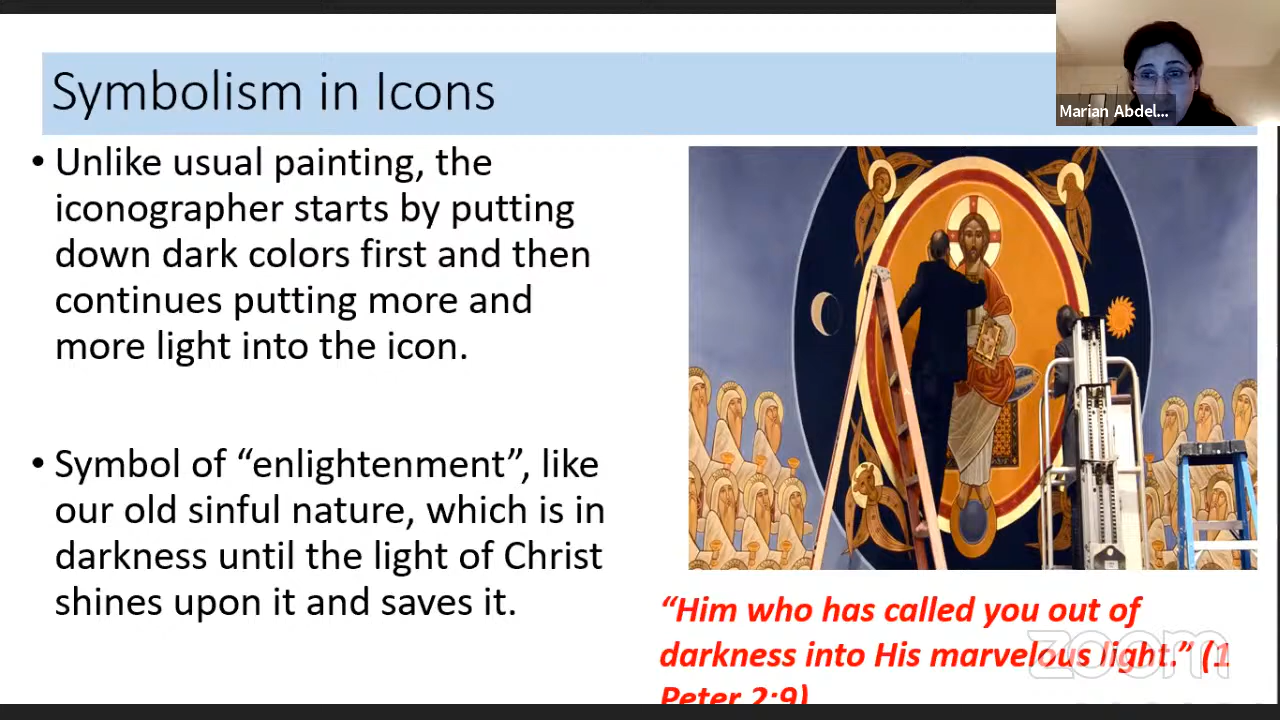 Symbolism in Icons
Marian Abdel...
• Unlike usual painting, the
iconographer starts by putting
down dark colors first and then
continues putting more and
more light into the icon.
• Symbol of “enlightenment”, like
our old sinful nature, which is in
darkness until the light of Christ
shines upon it and saves it.
“Him who has called you out of
darkness into His marvelous light.” (1
Peter 2:9)
zoom